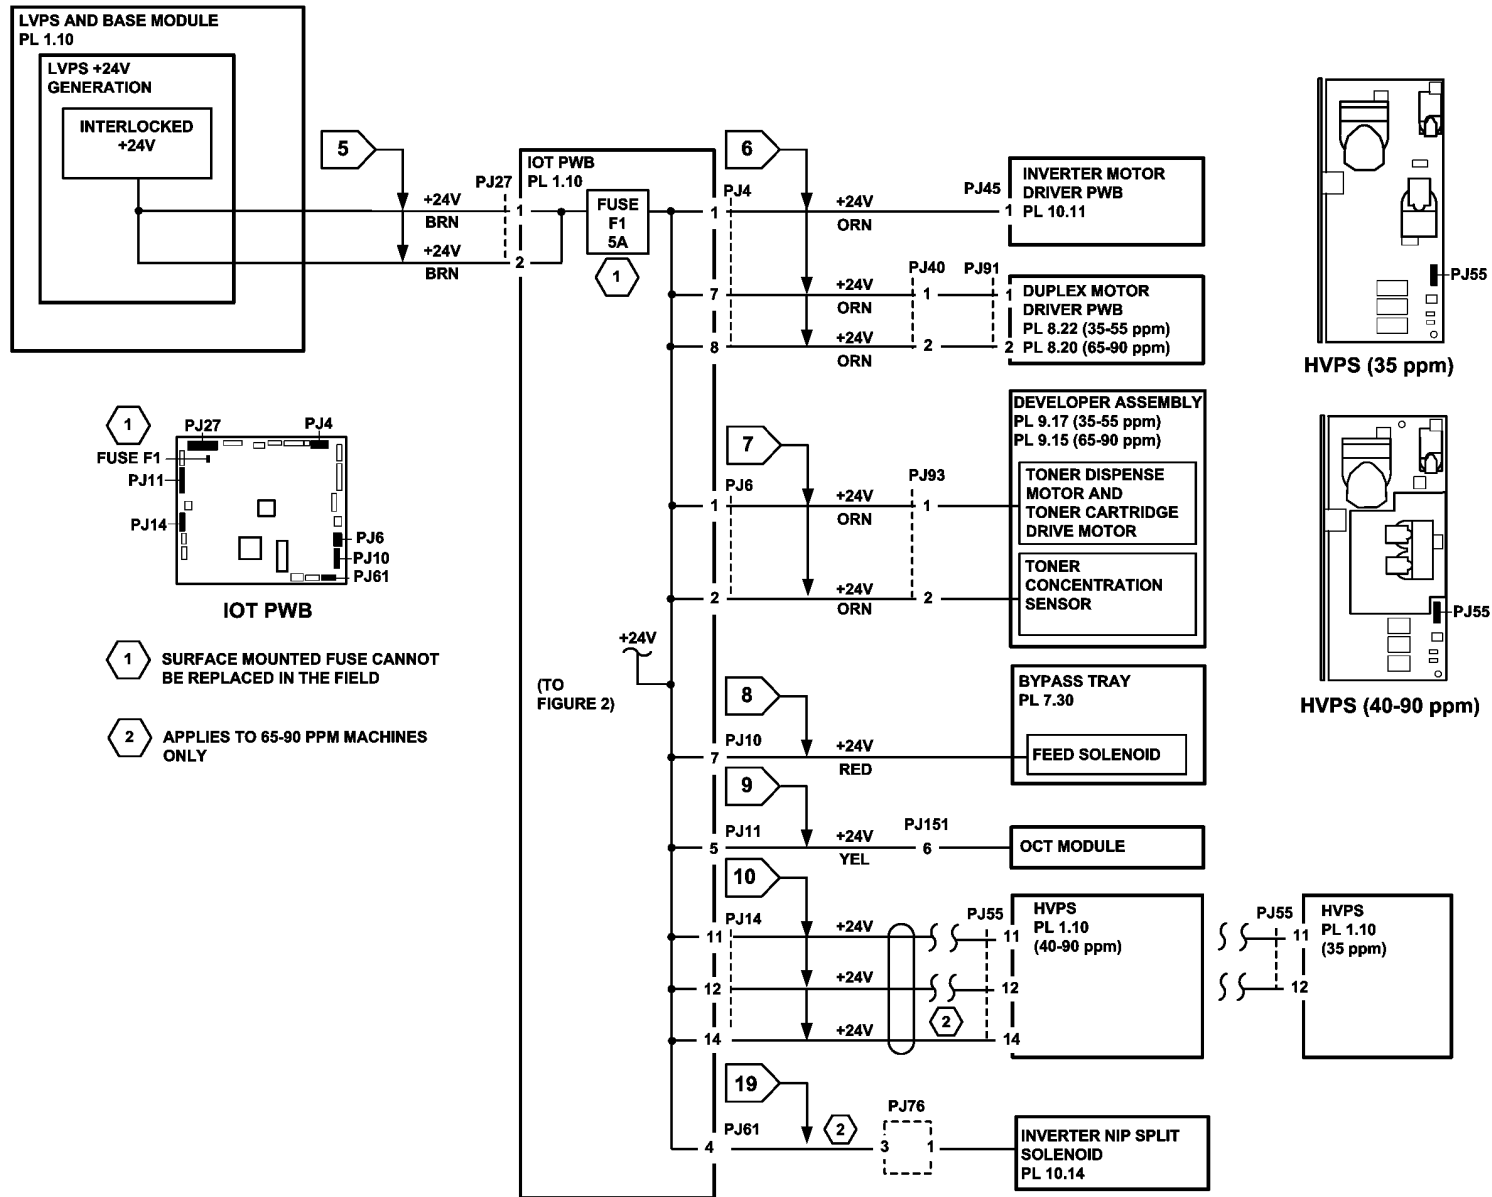 LVPS AND BASE MODULE
PL 1.10
LVPS +24V
GENERATION
INTERLOCKED
+24V
5
PJ27
+24V
BRN
+24V
BRN
1
2
IOT PWB
PL 1.10
FUSE
F1
5A
1
6
PJ4
1
+24V
ORN
PJ45
1
INVERTER MOTOR
DRIVER PWB
PL 10.11
7
+24V
ORN
PJ40
1
PJ91
1
8
+24V
ORN
2
2
DUPLEX MOTOR
DRIVER PWB
PL 8.22 (35-55 ppm)
PL 8.20 (65-90 ppm)
PJ55
HVPS (35 ppm)
1
PJ27
PJ4
FUSE F1
PJ11
PJ14
PJ6
PJ10
PJ61
IOT PWB
1
SURFACE MOUNTED FUSE CANNOT
BE REPLACED IN THE FIELD
2
APPLIES TO 65-90 PPM MACHINES
ONLY
7
PJ6
1
+24V
ORN
PJ93
1
2
+24V
ORN
2
DEVELOPER ASSEMBLY
PL 9.17 (35-55 ppm)
PL 9.15 (65-90 ppm)
TONER DISPENSE
MOTOR AND
TONER CARTRIDGE
DRIVE MOTOR
TONER
CONCENTRATION
SENSOR
PJ55
HVPS (40-90 ppm)
+24V
(TO
FIGURE 2)
8
PJ10
7
+24V
RED
BYPASS TRAY
PL 7.30
FEED SOLENOID
9
PJ11
5
+24V
YEL
PJ151
6
OCT MODULE
10
PJ14
11
+24V
PJ55
11
12
+24V
12
14
+24V
2
14
HVPS
PL 1.10
(40-90 ppm)
PJ55
11
12
HVPS
PL 1.10
(35 ppm)
19
PJ61
4
2
PJ76
3
1
INVERTER NIP SPLIT
SOLENOID
PL 10.14